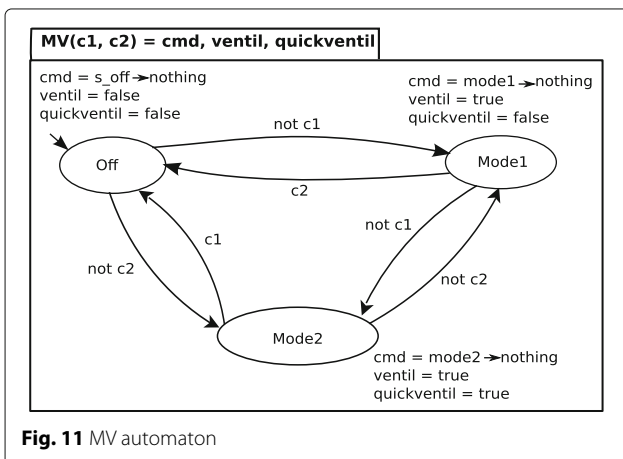 MV(c1, c2) = cmd, ventil, quickventil
cmd = s_off→nothing
ventil = false
quickventil = false
cmd = mode1→nothing
ventil = true
quickventil = false
not c1
Off
Mode1
c2
not c1
c1
not c2
not c2
Mode2
cmd = mode2→nothing
ventil = true
quickventil = true
Fig. 11 MV automaton